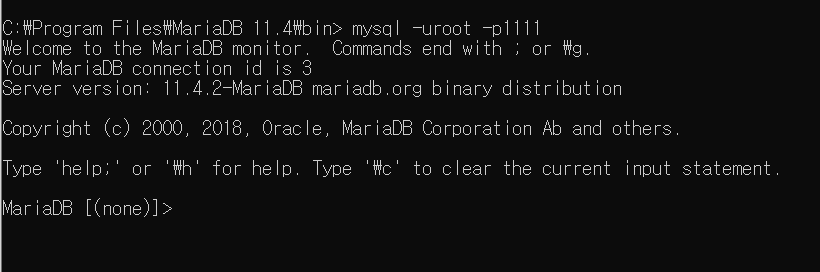 C:₩Program Files₩MariaDB 11.4₩bin> mysql -uroot -p1111
Welcome to the MariaDB monitor.  Commands end with ; or ₩g.
Your MariaDB connection id is 3
Server version: 11.4.2-MariaDB mariadb.org binary distribution
Copyright (c) 2000, 2018, Oracle, MariaDB Corporation Ab and others.
Type 'help;' or '₩h' for help. Type '₩c' to clear the current input statement.
MariaDB [(none)]>